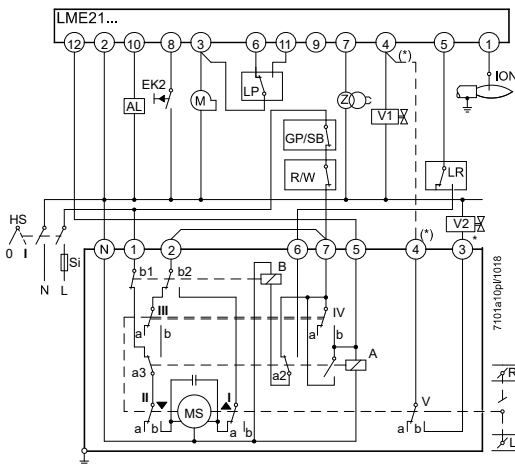 LME21...
12 2 10 8 3 6 11 9 7 4 (*) 5 1
EK2 ION
AL M LP Z V1
GP/SB
R/W LR
HS (*) V2
0 I Si *
N 1 2 6 7 5 4 3
N L
b1 b2 B
III IV
a b a b A
a3 a2
II I V
MS
a b a b a b
R
L
7101a10pl/1018